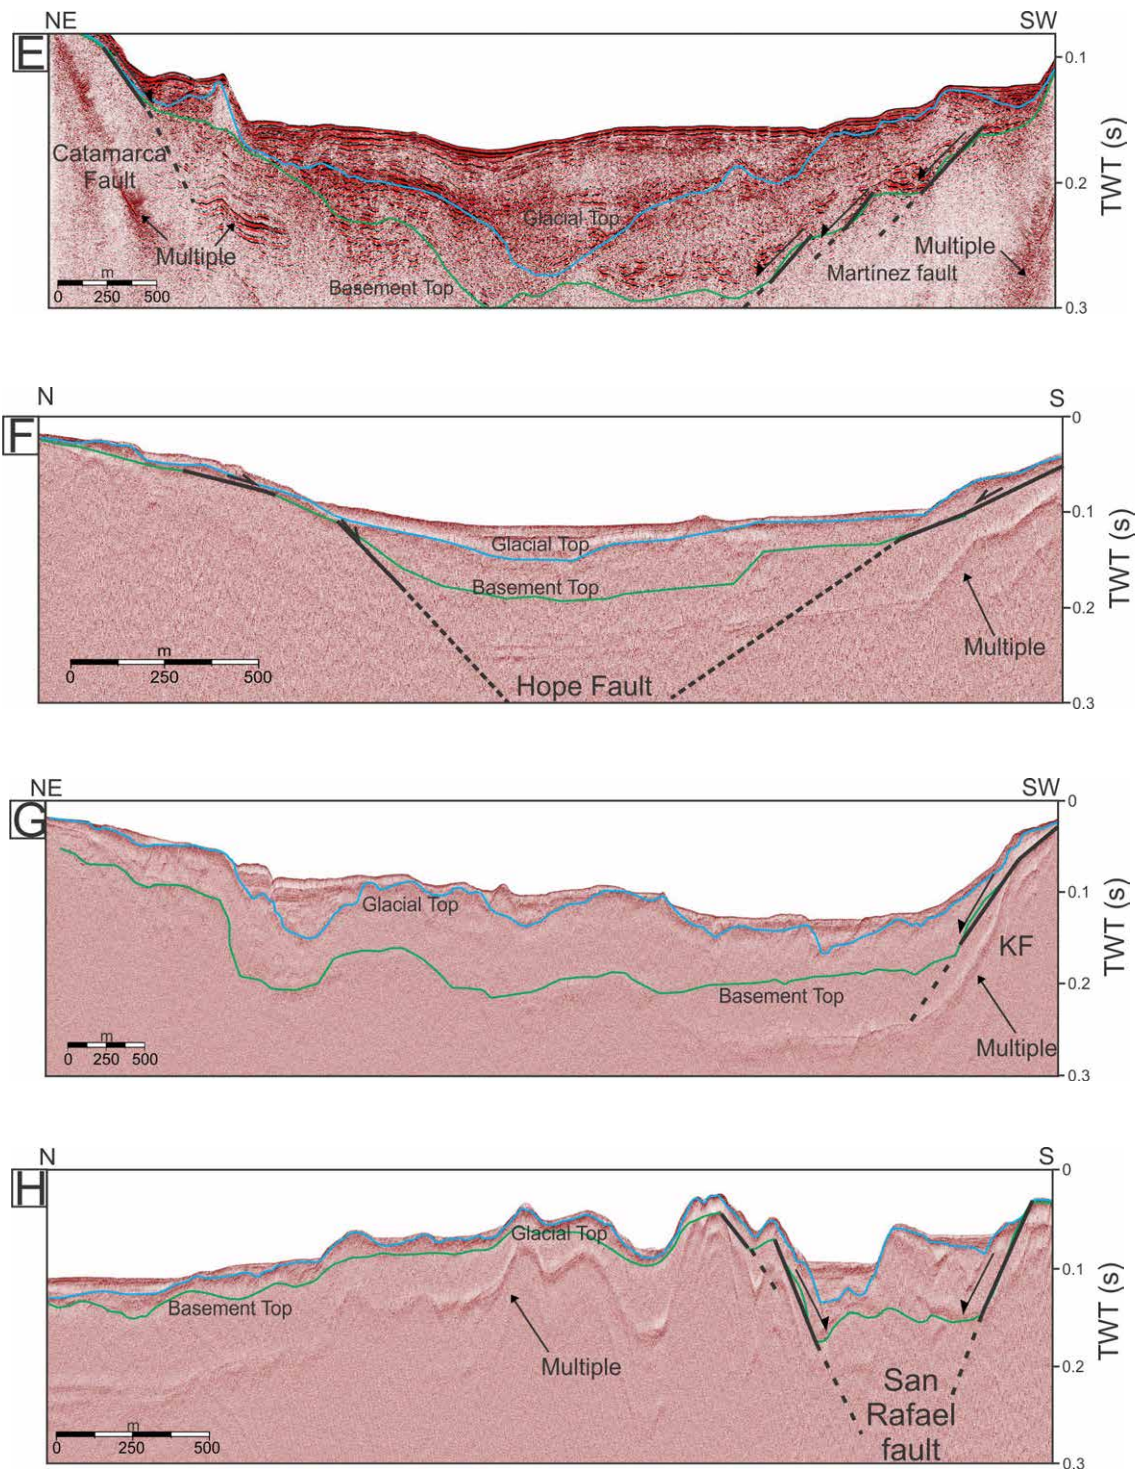 NE
SW
E
0.1
Catamarca
Fault
TWT (s)
0.2
Glacial Top
Multiple
Multiple
m
Martínez fault
0 250 500
Basement Top
0.3
N
S
0
F
0.1
Glacial Top
TWT (s)
Basement Top
0.2
m
Multiple
0 250 500
Hope Fault
0.3
NE
SW
0
G
0.1
Glacial Top
TWT (s)
KF
0.2
Basement Top
m
Multiple
0 250 500
0.3
N
S
0
H
Glacial Top
0.1
Basement Top
TWT (s)
Multiple
0.2
San
Rafael
fault
m
0 250 500
0.3